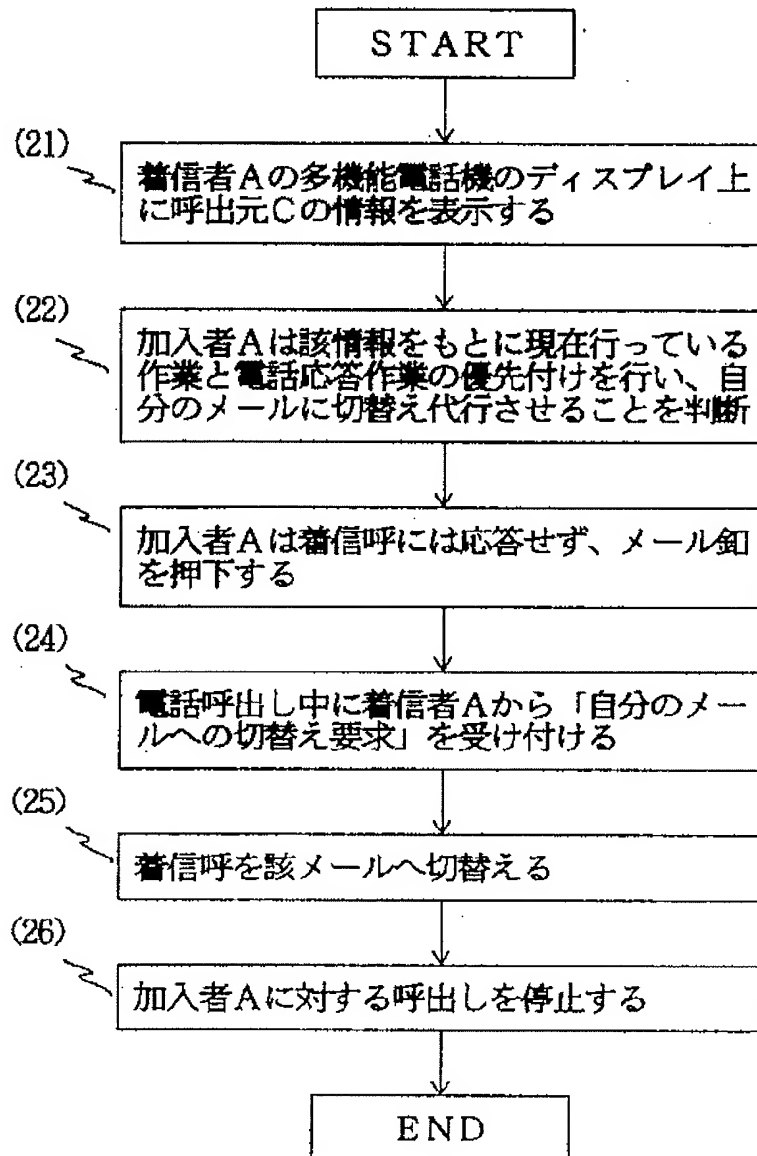 START
(21)
着信者Aの多機能電話機のディスプレイ上
に呼出元Cの情報を表示する
(22)
加入者Aは該情報をもとに現在行っている
作業と電話応答作業の優先付けを行い、自
分のメールに切替え代行させることを判断
(23)
加入者Aは着信呼には応答せず、メール釦
を押下する
(24)
電話呼出し中に着信者Aから「自分のメー
ルへの切替え要求」を受け付ける
(25)
着信呼を該メールへ切替える
(26)
加入者Aに対する呼出しを停止する
END